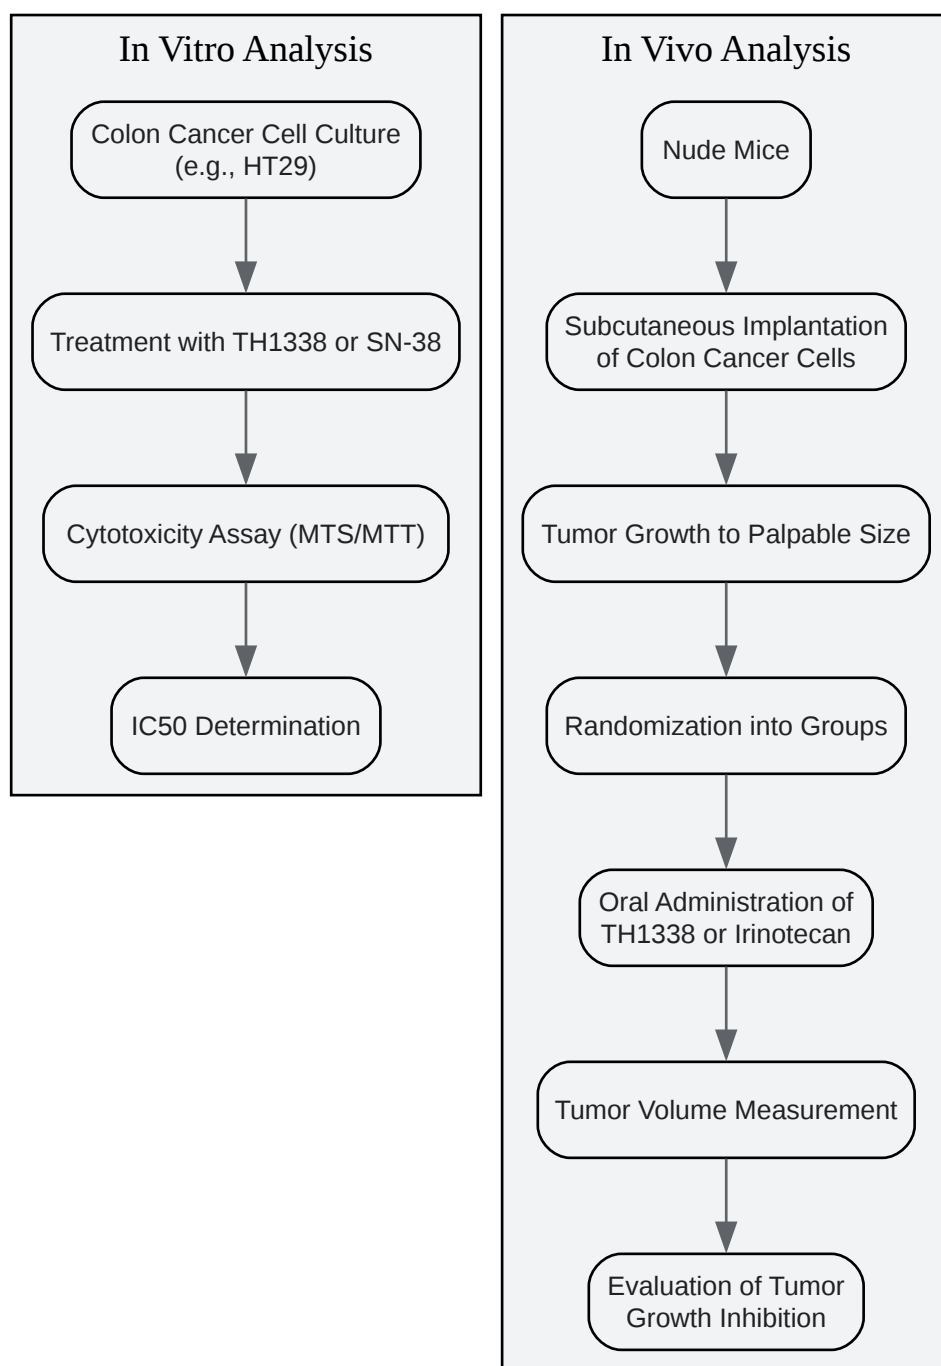 In Vitro Analysis
Colon Cancer Cell Culture
(e.g., HT29)
Treatment with TH1338 or SN-38
Cytotoxicity Assay (MTS/MTT)
IC50 Determination
In Vivo Analysis
Nude Mice
Subcutaneous Implantation
of Colon Cancer Cells
Tumor Growth to Palpable Size
Randomization into Groups
Oral Administration of
TH1338 or Irinotecan
Tumor Volume Measurement
Evaluation of Tumor
Growth Inhibition